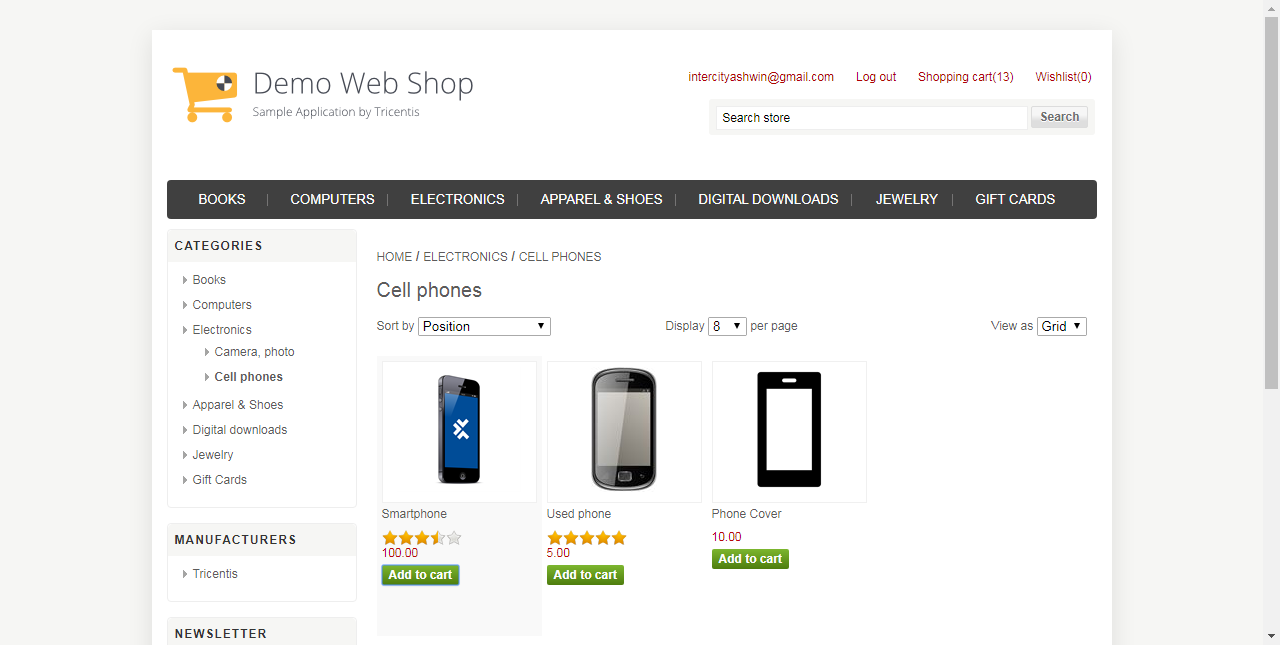 Demo Web Shop
Sample Application by Tricentis
intercityashwin@gmail.com Log out Shopping cart(13) Wishlist(0)
Search store Search
BOOKS COMPUTERS ELECTRONICS APPAREL & SHOES DIGITAL DOWNLOADS JEWELRY GIFT CARDS
CATEGORIES
Books
Computers
Electronics
Camera, photo
Cell phones
Apparel & Shoes
Digital downloads
Jewelry
Gift Cards
MANUFACTURERS
Tricentis
NEWSLETTER
HOME / ELECTRONICS / CELL PHONES
Cell phones
Sort by Position Display 8 per page View as Grid
Smartphone
100.00
Add to cart
Used phone
5.00
Add to cart
Phone Cover
10.00
Add to cart